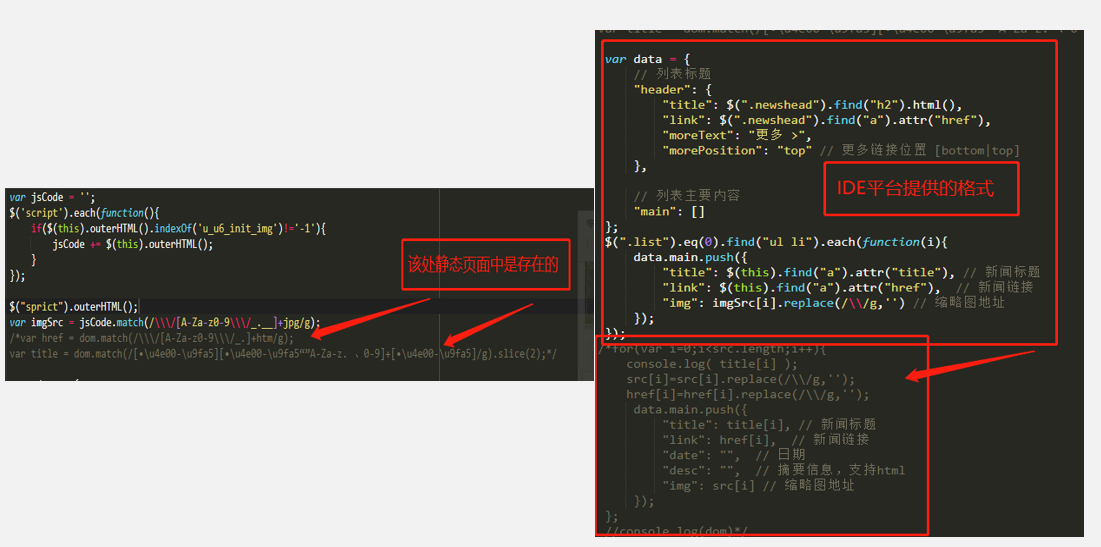 var jsCode = '';
$('script').each(function(){
if($(this).outerHTML().indexOf('u_u6_init_img')!='-1'){
jsCode += $(this).outerHTML();
}
});
$("sprict").outerHTML();
var imgSrc = jsCode.match(/\\\/[A-Za-z0-9\\\/_.__]+jpg/g);
/*var href = dom.match(/\\\/[A-Za-z0-9\\\/_.]+htm/g);
var title = dom.match(/[•\u4e00-\u9fa5][•\u4e00-\u9fa5“”A-Za-z. 、0-9]+[•\u4e00-\u9fa5]/g).slice(2);*/
该处静态页面中是存在的
var data = {
// 列表标题
"header": {
"title": $(".newshead").find("h2").html(),
"link": $(".newshead").find("a").attr("href"),
"moreText": "更多 >",
"morePosition": "top" // 更多链接位置 [bottom|top]
},
IDE平台提供的格式
// 列表主要内容
"main": []
};
$(".list").eq(0).find("ul li").each(function(i){
data.main.push({
"title": $(this).find("a").attr("title"), // 新闻标题
"link": $(this).find("a").attr("href"), // 新闻链接
"img": imgSrc[i].replace(/\\/g,'') // 缩略图地址
});
});
/*for(var i=0;i<src.length;i++){
console.log( title[i] );
src[i]=src[i].replace(/\\/g,'');
href[i]=href[i].replace(/\\/g,'');
data.main.push({
"title": title[i], // 新闻标题
"link": href[i], // 新闻链接
"date": "", // 日期
"desc": "", // 摘要信息，支持html
"img": src[i] // 缩略图地址
});
};
//console.log(dom)*/